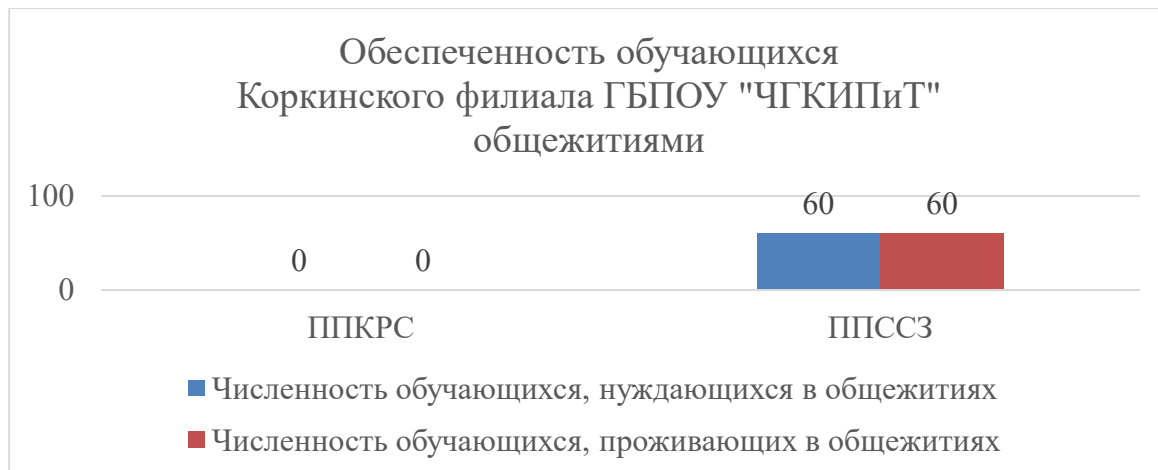 Обеспеченность обучающихся
Коркинского филиала ГБПОУ "ЧГКИПиТ"
общежитиями
100
60 60
0 0
0
ППКРС ППССЗ
Численность обучающихся, нуждающихся в общежитиях
Численность обучающихся, проживающих в общежитиях